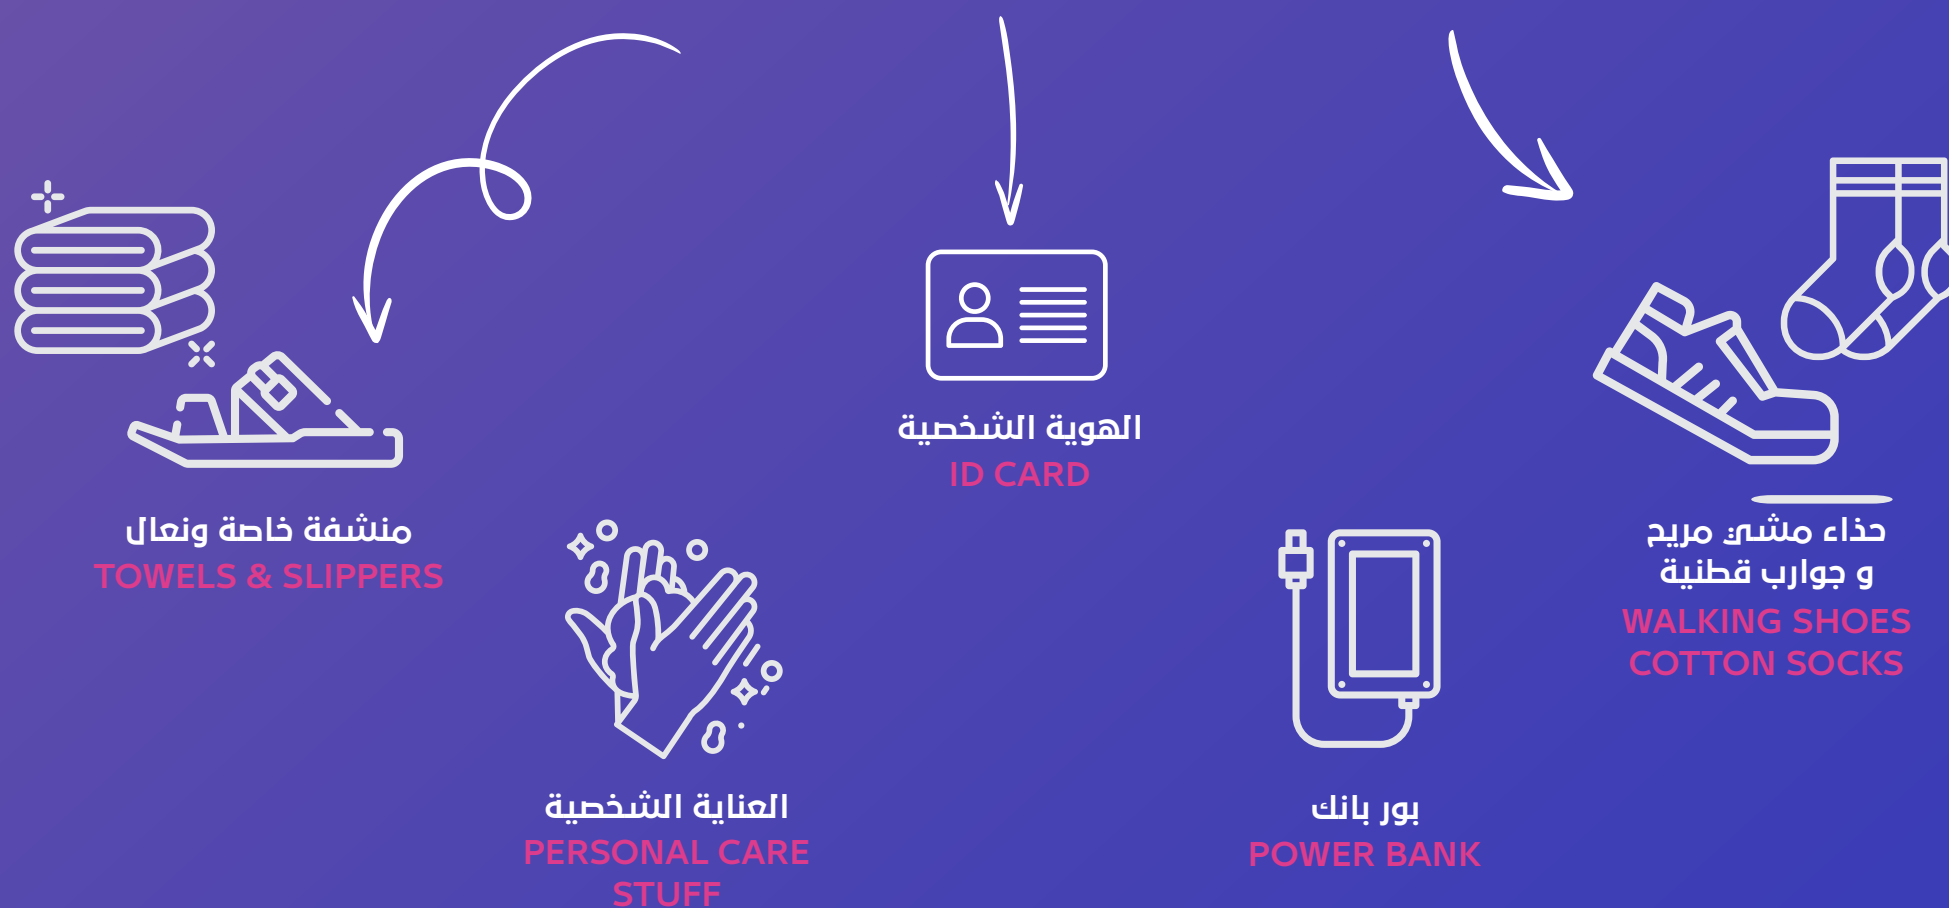 الهوية الشخصية
ID CARD
منشفة خاصة ونعال
TOWELS & SLIPPERS
حذاء مشي مريح
و جوارب قطنية
WALKING SHOES
COTTON SOCKS
العناية الشخصية
PERSONAL CARE
STUFF
بور بانك
POWER BANK